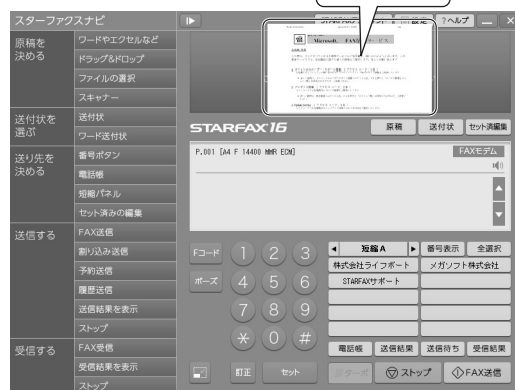 スターファクスナビ
設定
?ヘルプ
原稿を
決める
ワードやエクセルなど
ドラッグ&ドロップ
ファイルの選択
スキャナー
送付状を
選ぶ
送付状
ワード送付状
送り先を
決める
番号ボタン
電話帳
短縮パネル
セット済みの編集
送信する
FAX送信
割り込み送信
予約送信
履歴送信
送信結果を表示
ストップ
受信する
FAX受信
受信結果を表示
ストップ
Microsoft
STARFAX 16
原稿
送付状
セット済編集
P.001 [A4 F 14400 MMR ECM]
FAXモデム
Fコード
1
2
3
ポーズ
4
5
6
7
8
9
*
0
#
訂正
セット
短縮A
番号表示
全選択
株式会社ライフボート
メガソフト株式会社
STARFAXサポート
電話帳
送信結果
送信待ち
受信結果
ストップ
FAX送信